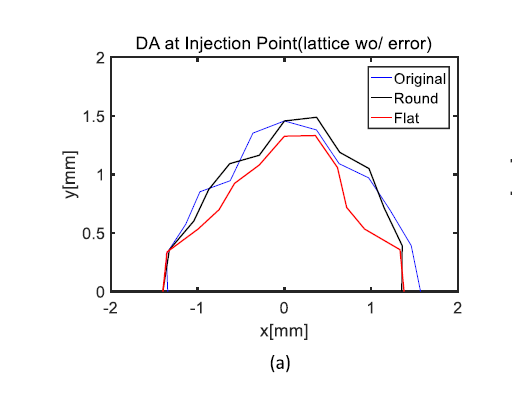 DA at Injection Point(lattice wo/ error)
2
Original
Round
Flat
1.5
1
0.5
0
y[mm]
-2 -1 0 1 2
x[mm]
(a)